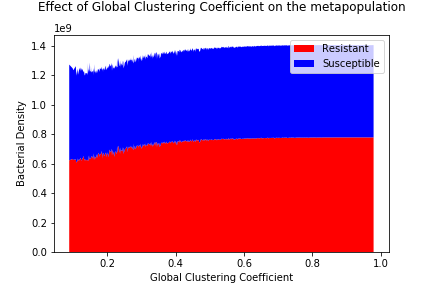 Effect of Global Clustering Coefficient on the metapopulation
1e9
Resistant
Susceptible
1.4
1.2
1.0
0.8
0.6
0.4
0.2
0.0
Bacterial Density
0.2 0.4 0.6 0.8 1.0
Global Clustering Coefficient